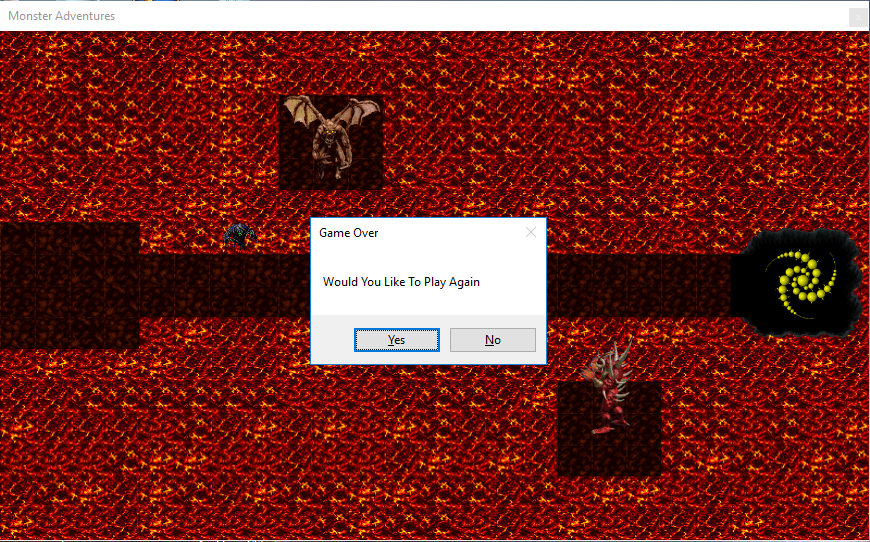 Monster Adventures
Game Over
Would You Like To Play Again
Yes
No